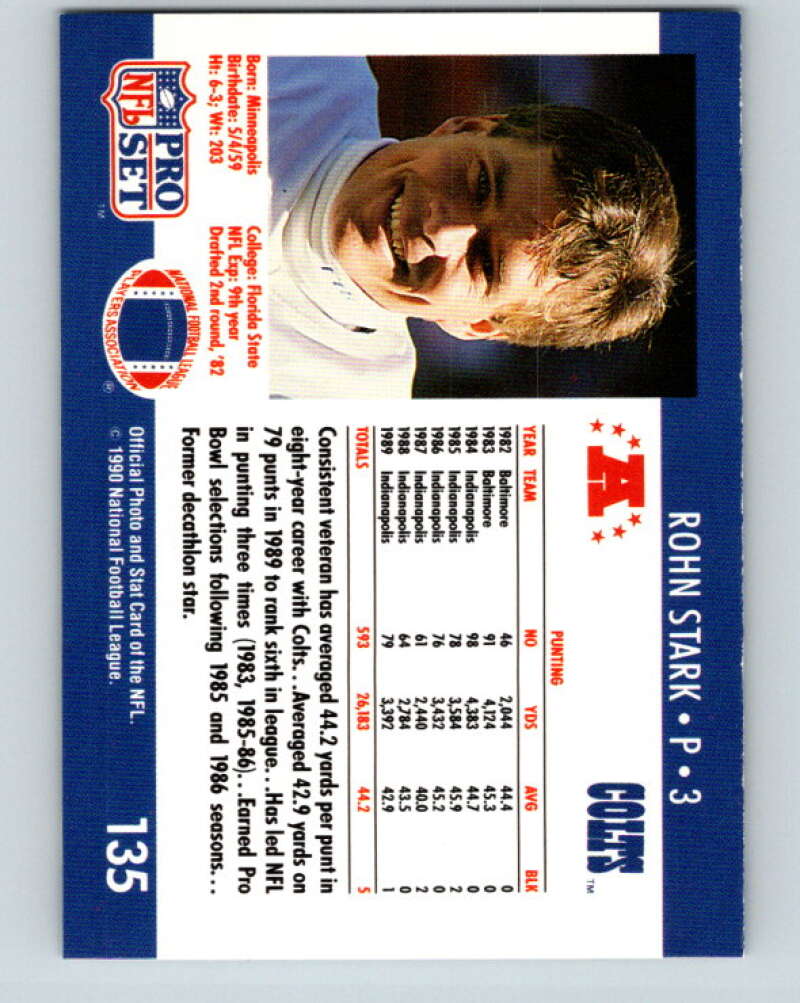 ROHN STARK • P • 3
A
COLTS™
Born: Minneapolis
Birthdate: 5/4/59
Ht: 6-3; Wt: 203
College: Florida State
NFL Exp: 9th year
Drafted 2nd round, '82
PUNTING
YEAR TEAM NO YDS AVG BLK
1982 Baltimore 46 2,044 44.4 0
1983 Baltimore 91 4,124 45.3 0
1984 Indianapolis 98 4,383 44.7 0
1985 Indianapolis 78 3,584 45.9 2
1986 Indianapolis 76 3,432 45.2 0
1987 Indianapolis 61 2,440 40.0 2
1988 Indianapolis 64 2,784 43.5 0
1989 Indianapolis 79 3,392 42.9 1
TOTALS 593 26,183 44.2 5
Consistent veteran has averaged 44.2 yards per punt in
eight-year career with Colts. . .Averaged 42.9 yards on
79 punts in 1989 to rank sixth in league. . .Has led NFL
in punting three times (1983, 1985-86). . .Earned Pro
Bowl selections following 1985 and 1986 seasons. . .
Former decathlon star.
NFL PRO SET™
NATIONAL FOOTBALL LEAGUE PLAYERS ASSOCIATION®
Official Photo and Stat Card of the NFL.
© 1990 National Football League.
135